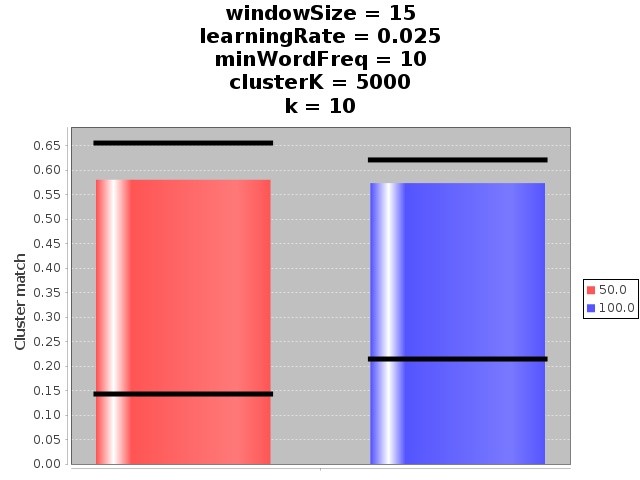 windowSize = 15
learningRate = 0.025
minWordFreq = 10
clusterK = 5000
k = 10
Cluster match
0.65
0.60
0.55
0.50
0.45
0.40
0.35
0.30
0.25
0.20
0.15
0.10
0.05
0.00
50.0
100.0